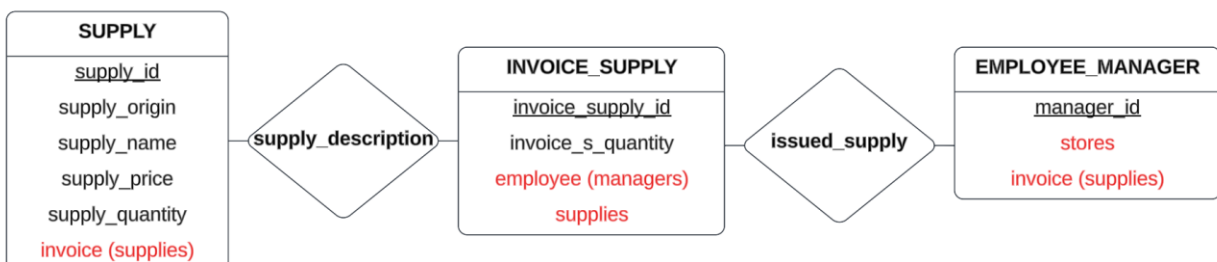 SUPPLY
supply_id
supply_origin
supply_name
supply_price
supply_quantity
invoice (supplies)
supply_description
INVOICE_SUPPLY
invoice_supply_id
invoice_s_quantity
employee (managers)
supplies
issued_supply
EMPLOYEE_MANAGER
manager_id
stores
invoice (supplies)